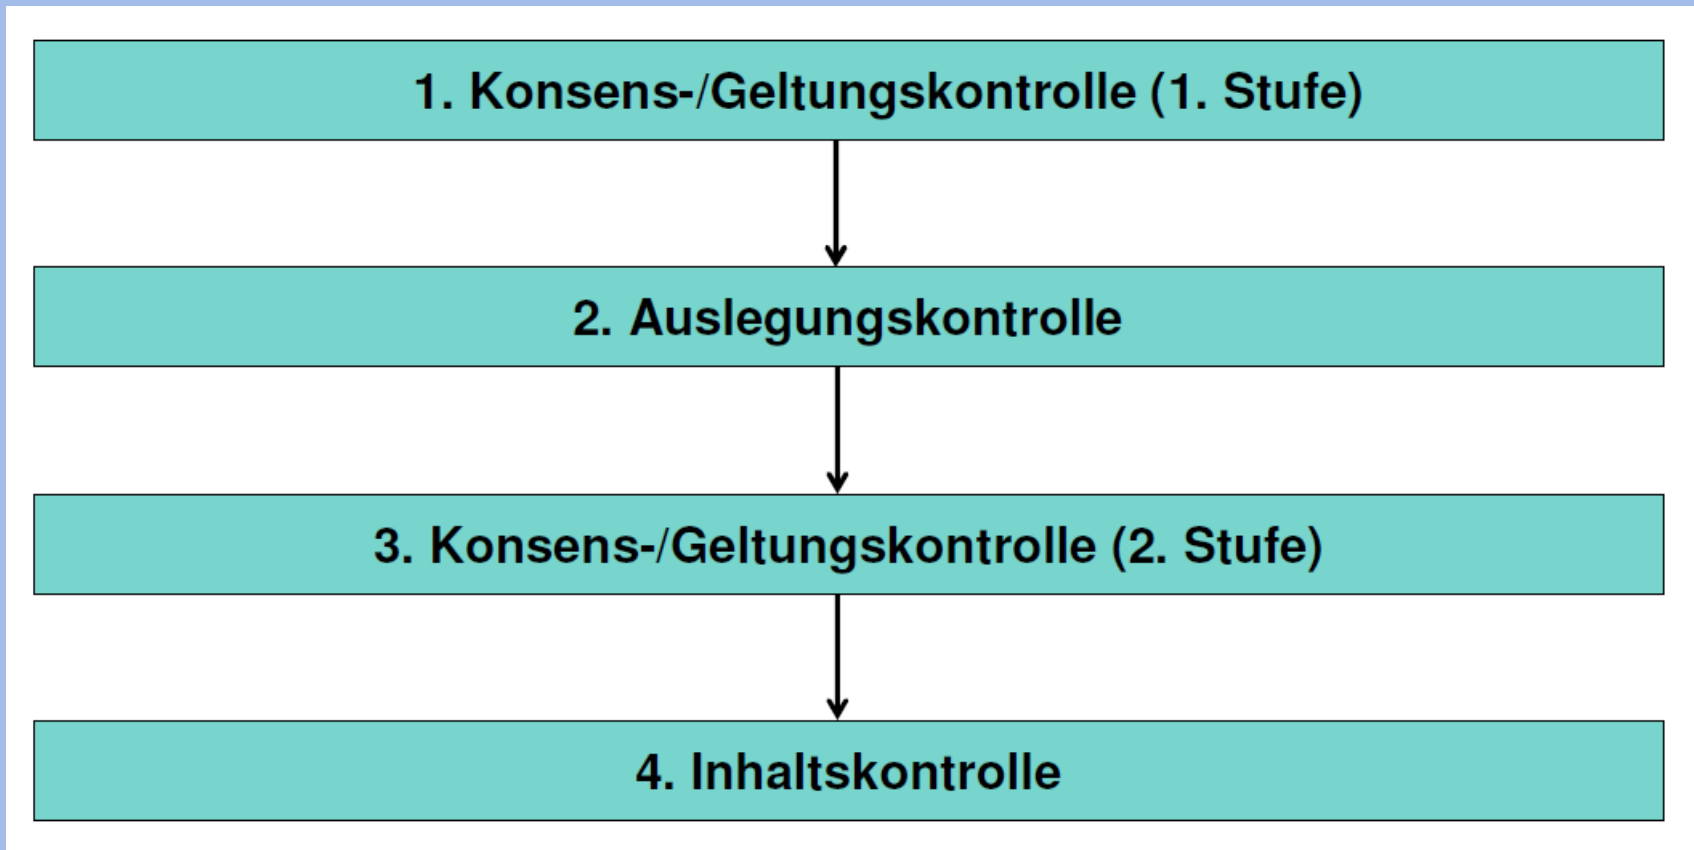 1. Konsens-/Geltungskontrolle (1. Stufe)
2. Auslegungskontrolle
3. Konsens-/Geltungskontrolle (2. Stufe)
4. Inhaltskontrolle